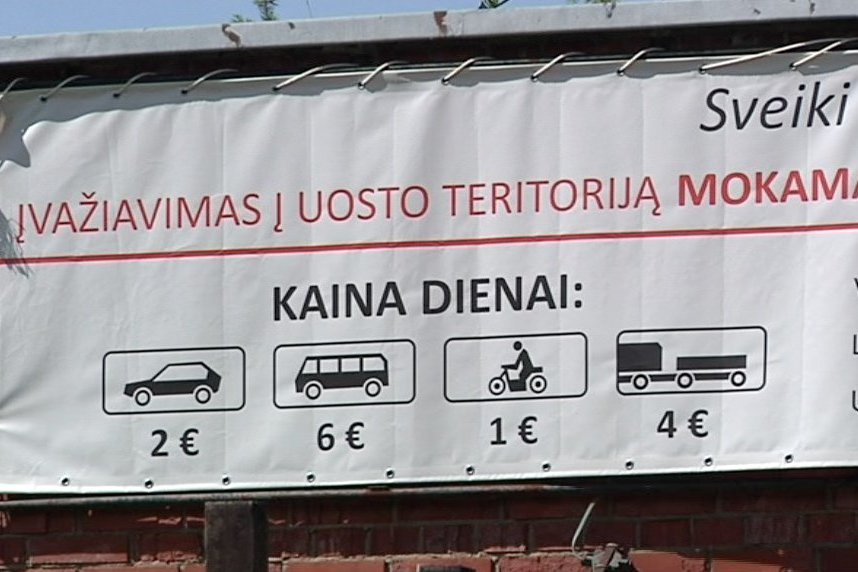 Sveiki
ĮVAŽIAVIMAS Į UOSTO TERITORIJĄ MOKAMA
KAINA DIENAI:
2 € 6 € 1 € 4 €